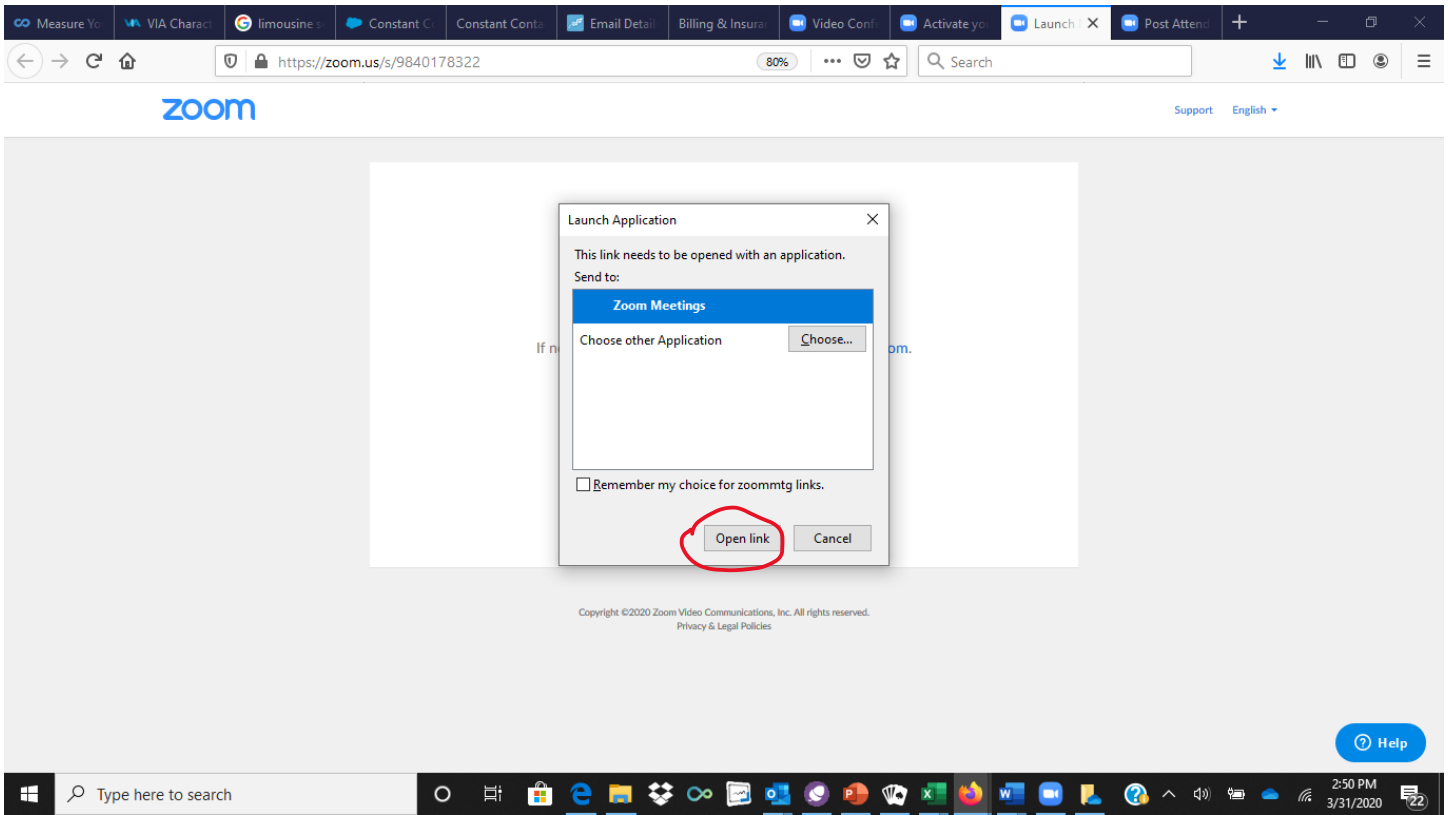 Measure Yo
VIA Charact
limousine s
Constant C
Constant Conta
Email Detail
Billing & Insuran
Video Conf
Activate yo
Launch
Post Attend
https://zoom.us/s/9840178322
80%
Search
zoom
Support
English
Launch Application
This link needs to be opened with an application.
Send to:
Zoom Meetings
Choose other Application
Choose...
If n
om.
Remember my choice for zoommtg links.
Open link
Cancel
Copyright ©2020 Zoom Video Communications, Inc. All rights reserved.
Privacy & Legal Policies
Help
Type here to search
2:50 PM
3/31/2020
22